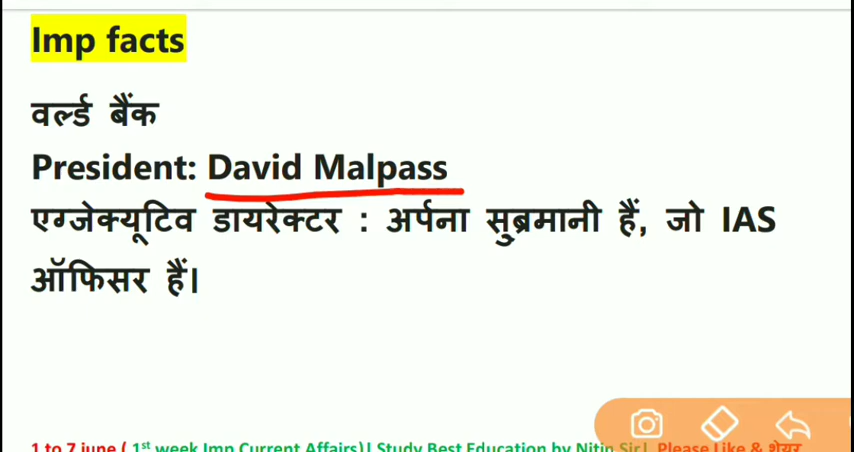 Imp facts
वर्ल्ड बैंक
President: David Malpass
एग्जेक्यूटिव डायरेक्टर : अर्पना सुब्रमानी हैं, जो IAS
ऑफिसर हैं।
1 to 7 june ( 1st week Imp Current Affairs)| Study Best Education by Nitin Sir| Please Like & शेयर